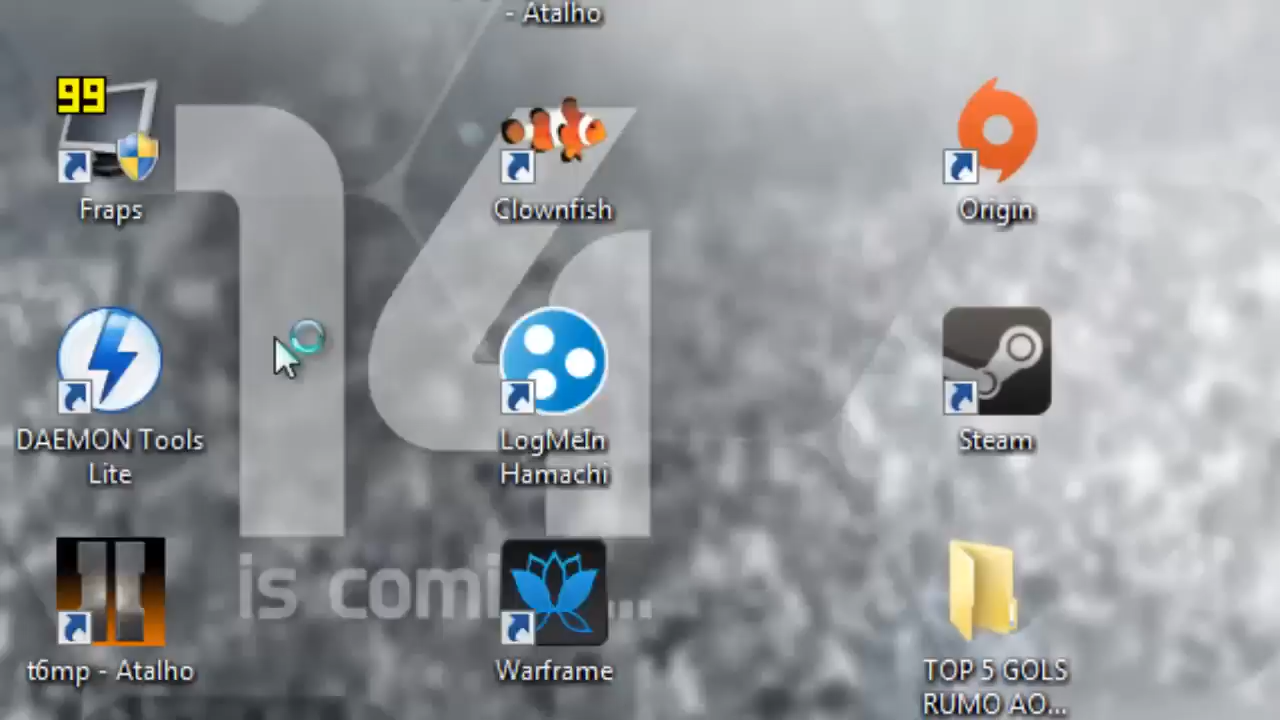 - Atalho
99
Fraps
Clownfish
Origin
14
DAEMON Tools
Lite
LogMeIn
Hamachi
Steam
is comi...
t6mp - Atalho
Warframe
TOP 5 GOLS
RUMO AO...